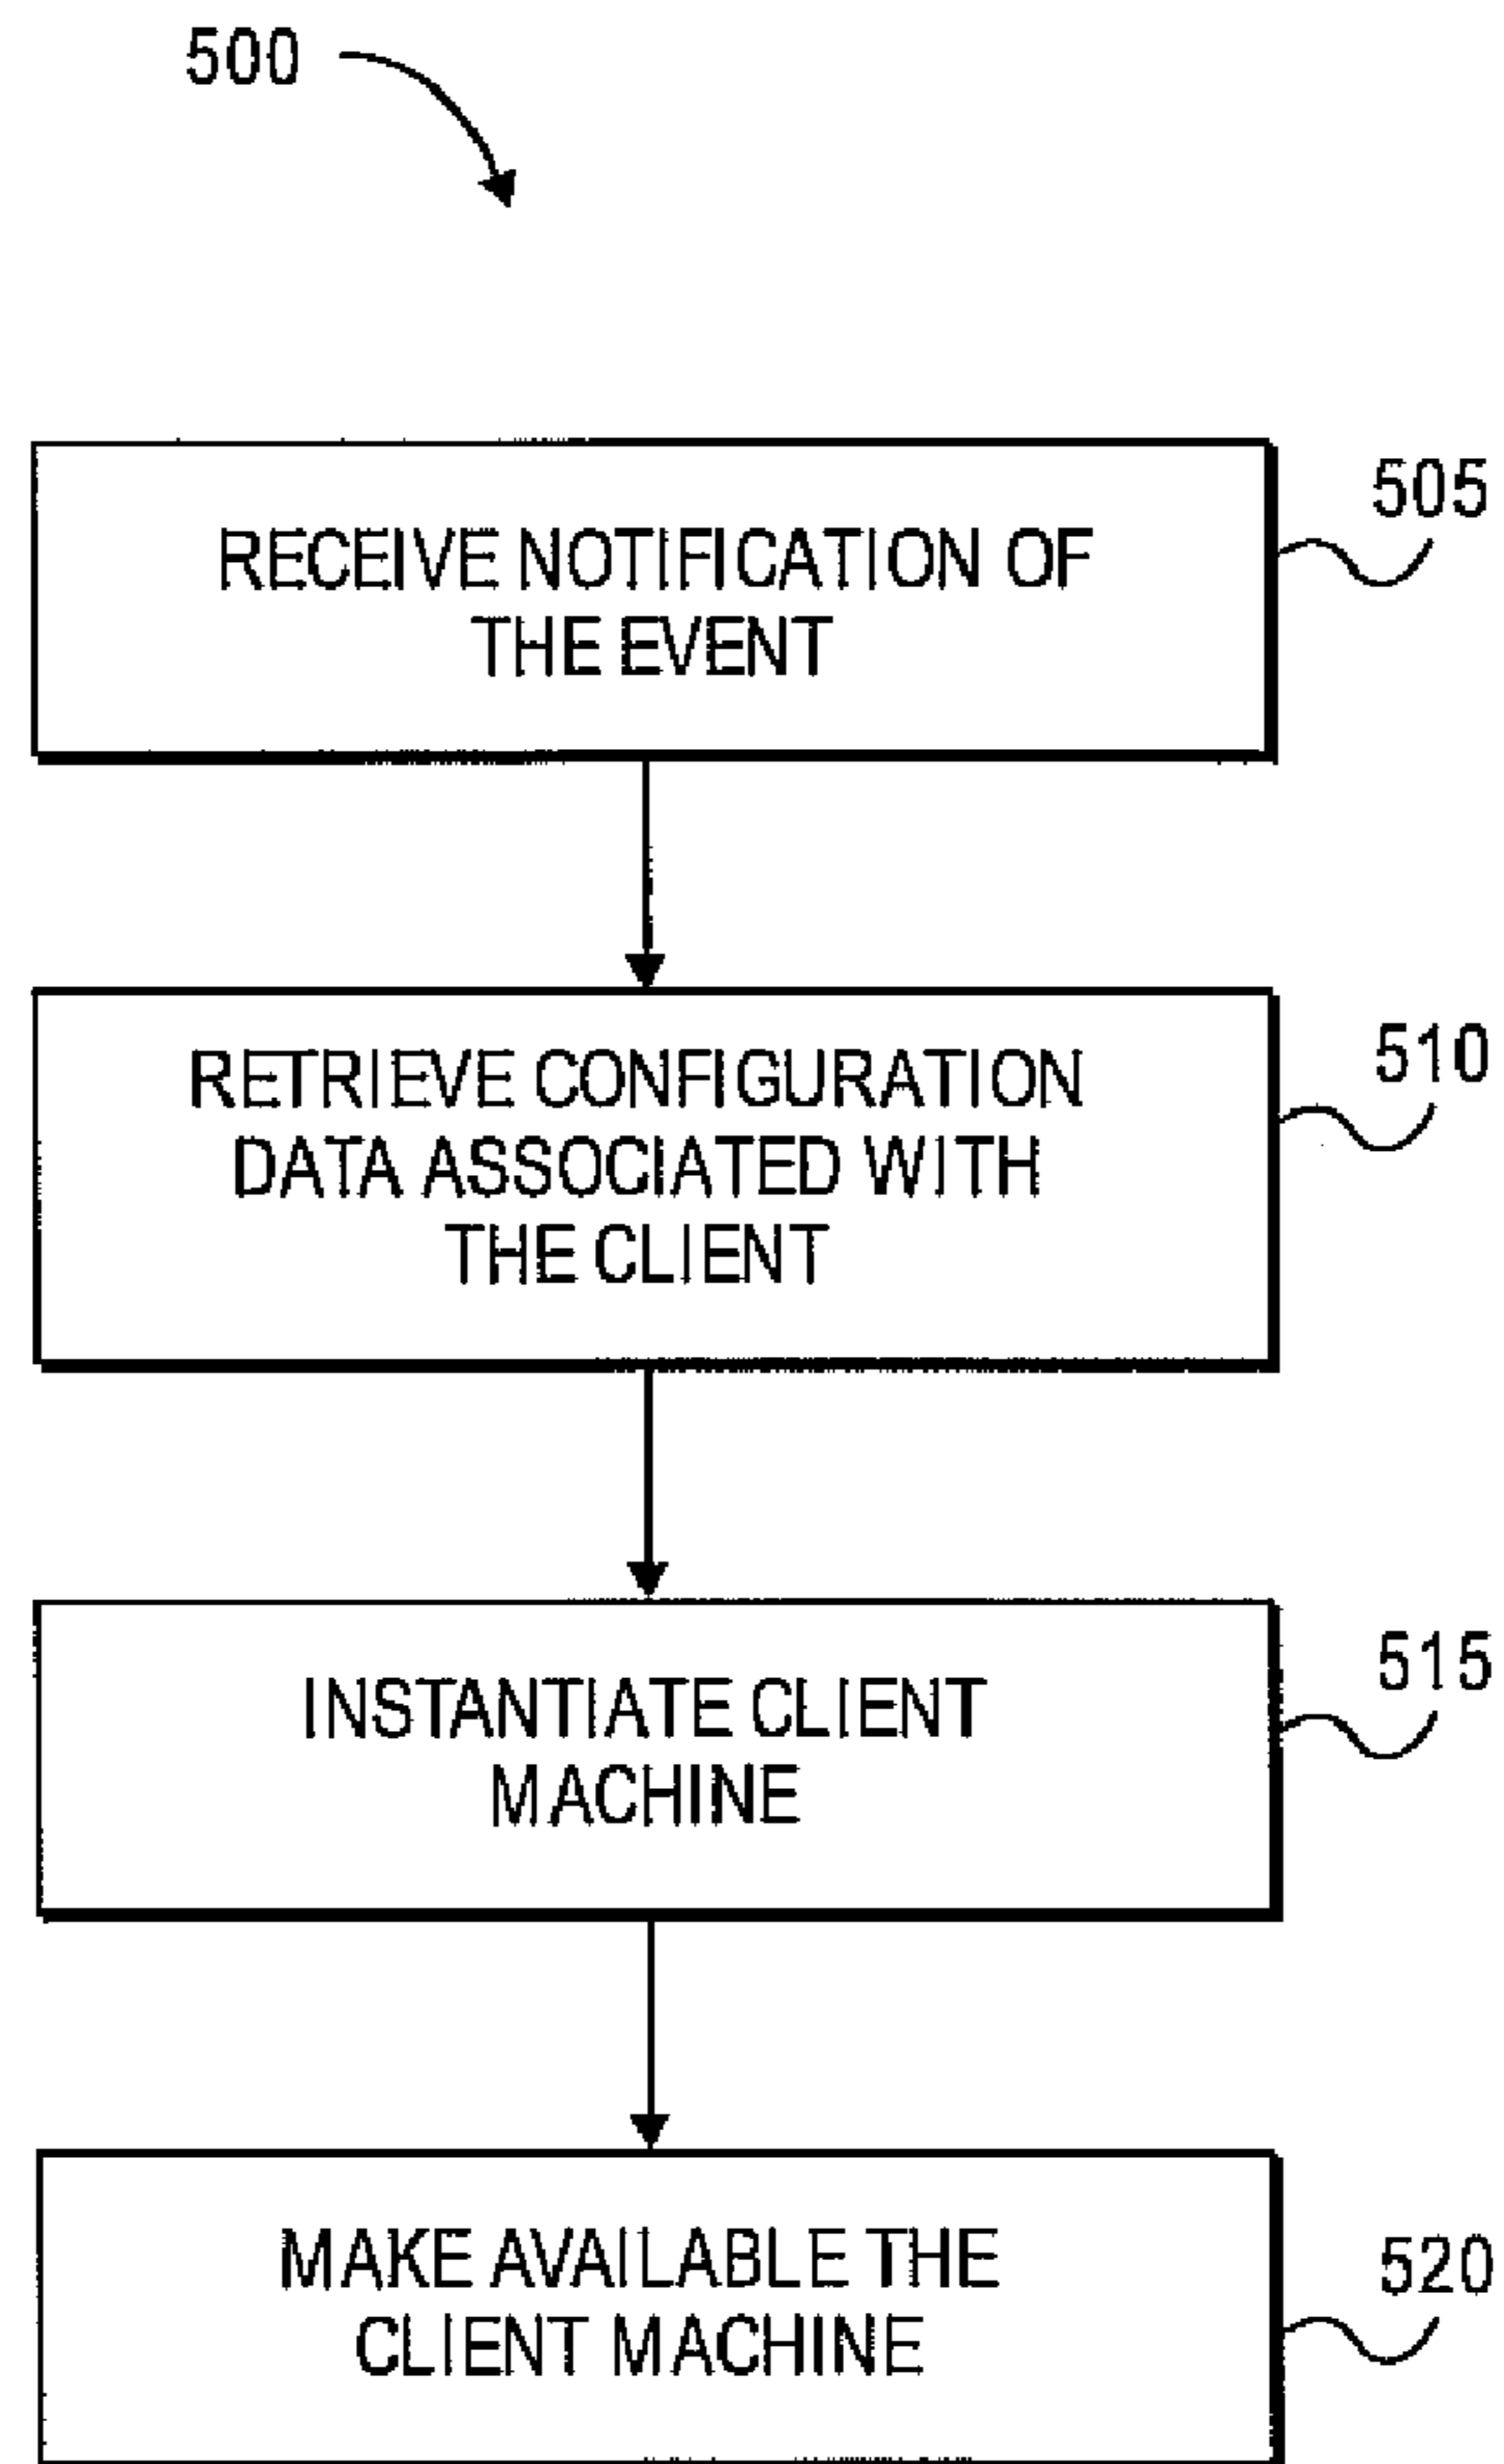 500
505
RECEIVE NOTIFICATION OF
THE EVENT
510
RETRIEVE CONFIGURATION
DATA ASSOCIATED WITH
THE CLIENT
515
INSTANTIATE CLIENT
MACHINE
520
MAKE AVAILABLE THE
CLIENT MACHINE